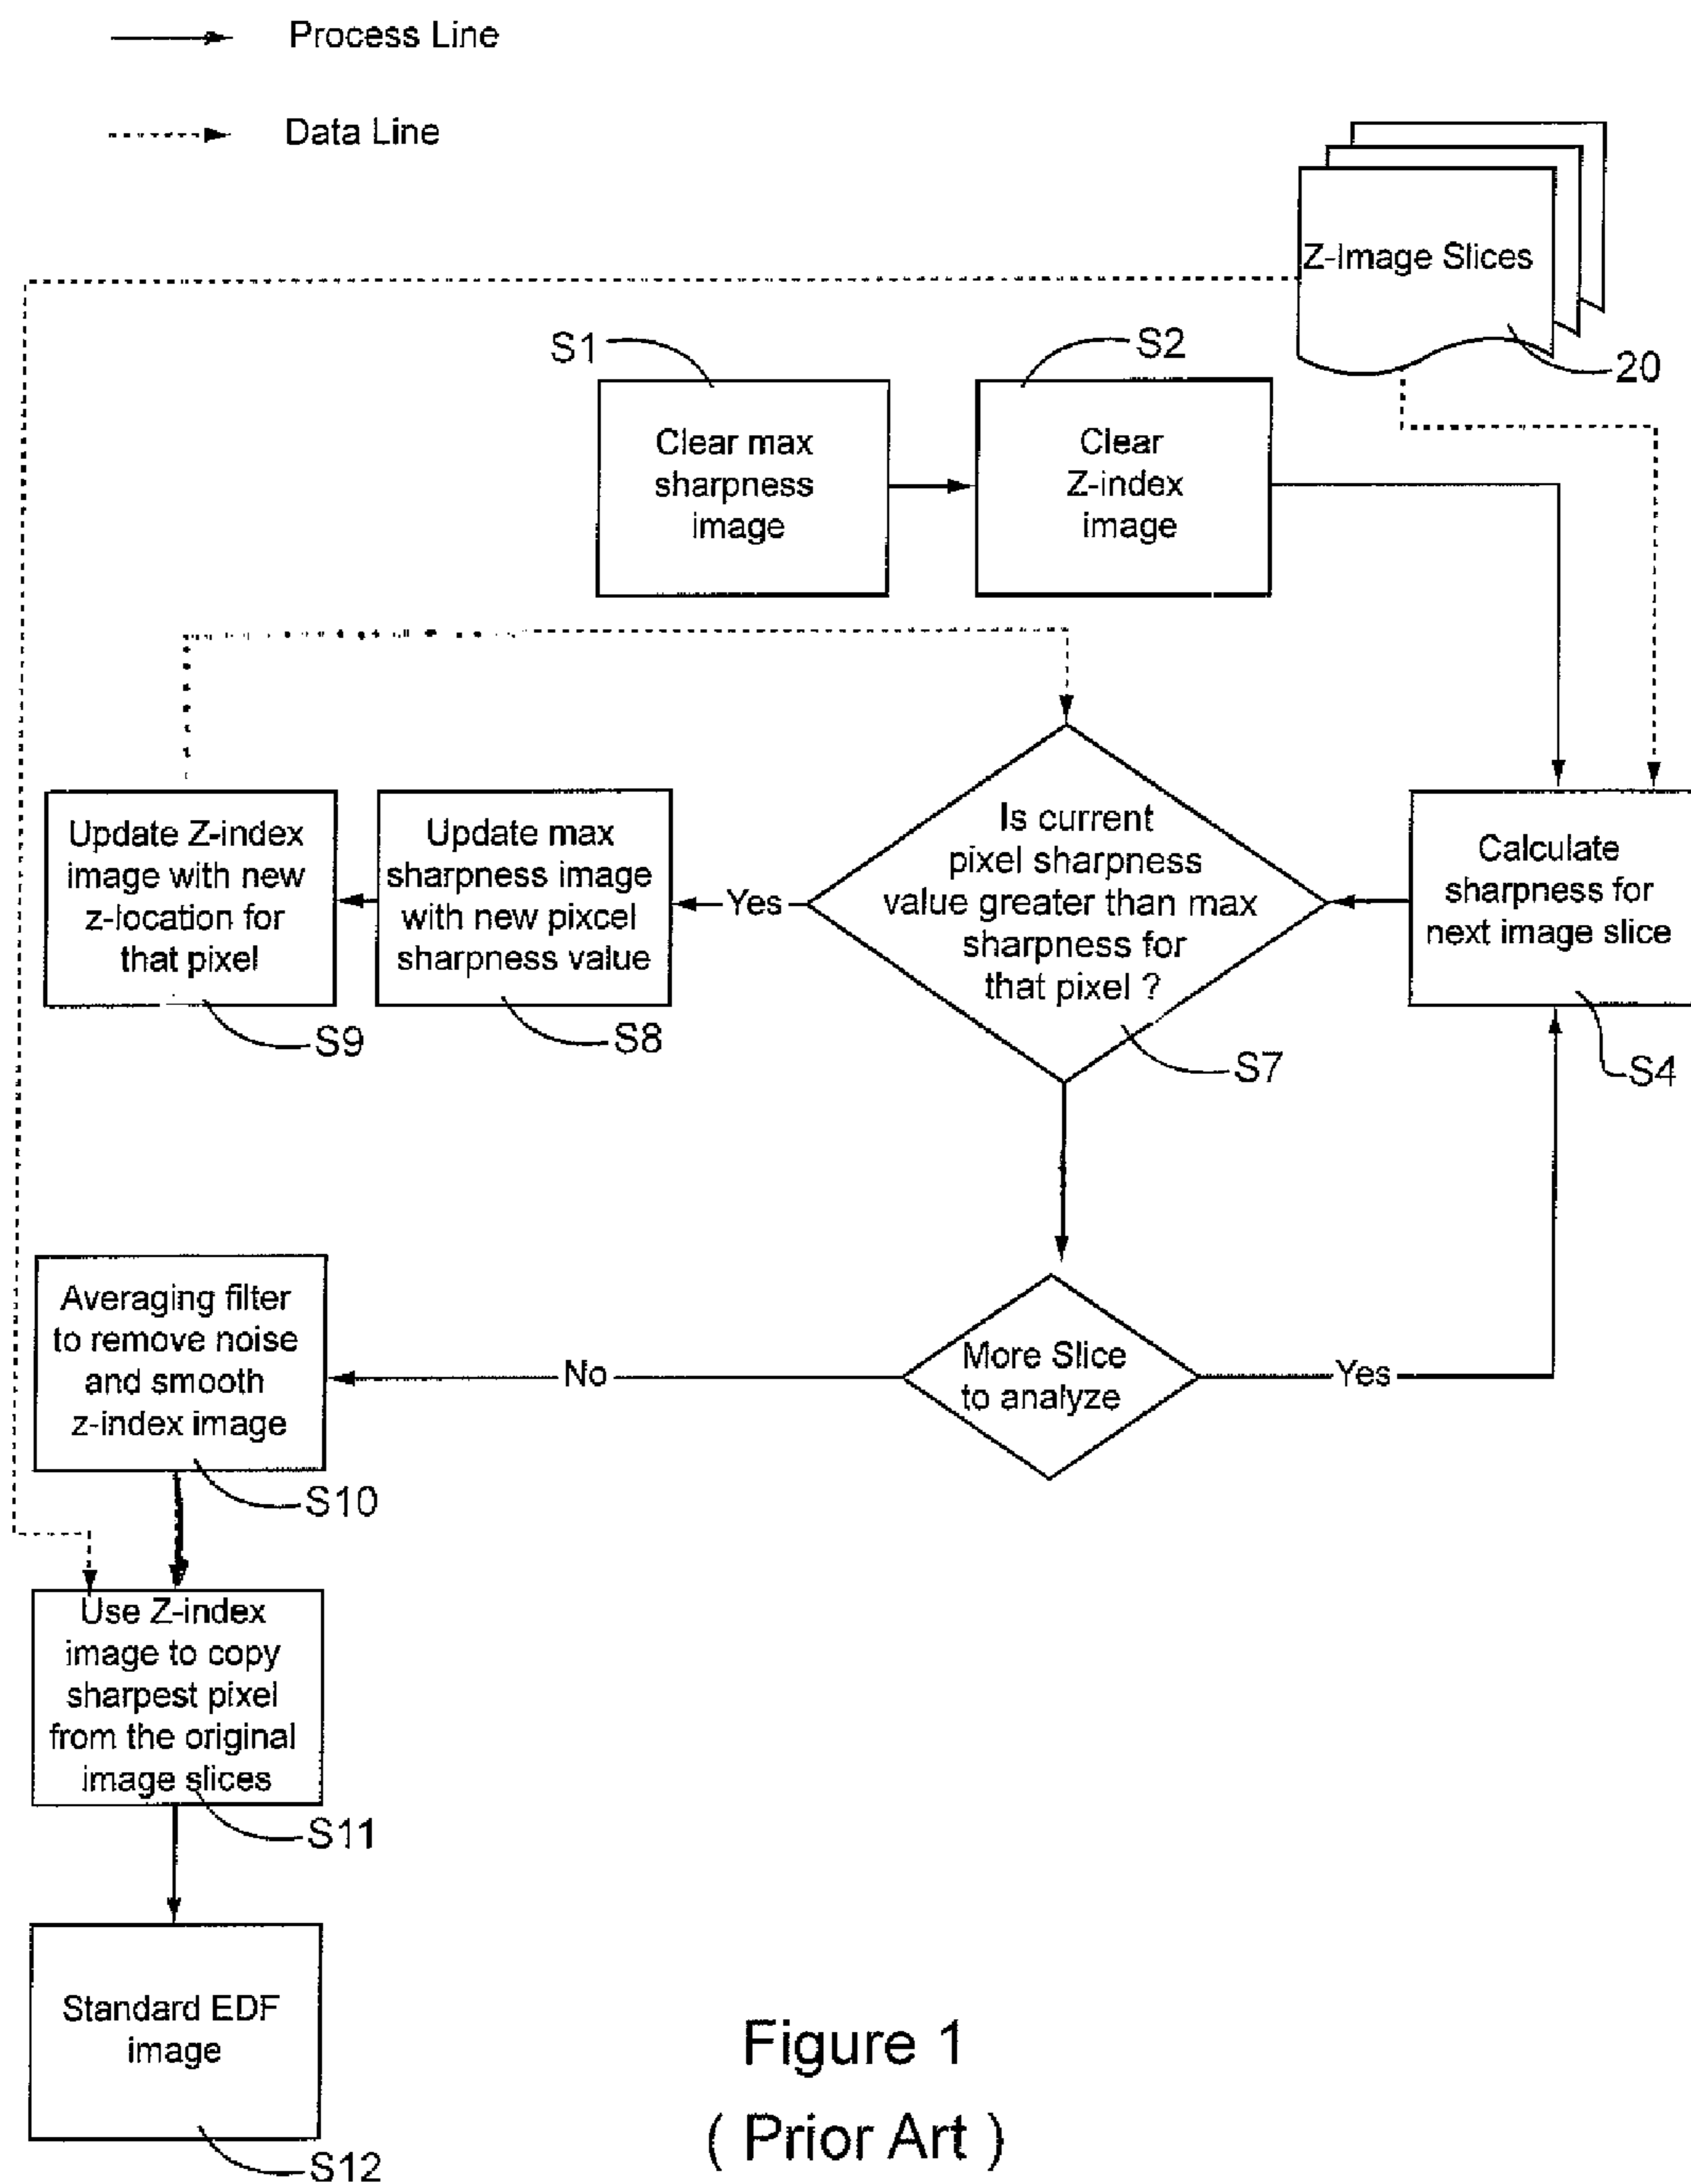 Process Line
Data Line
Z-Image Slices
20
S1
S2
Clear max
sharpness
image
Clear
Z-index
image
Update Z-index
image with new
z-location for
that pixel
S9
Update max
sharpness image
with new pixcel
sharpness value
S8
Yes
Is current
pixel sharpness
value greater than max
sharpness for
that pixel ?
S7
Calculate
sharpness for
next image slice
S4
Averaging filter
to remove noise
and smooth
z-index image
S10
No
More Slice
to analyze
Yes
Use Z-index
image to copy
sharpest pixel
from the original
image slices
S11
Standard EDF
image
S12
Figure 1
( Prior Art )